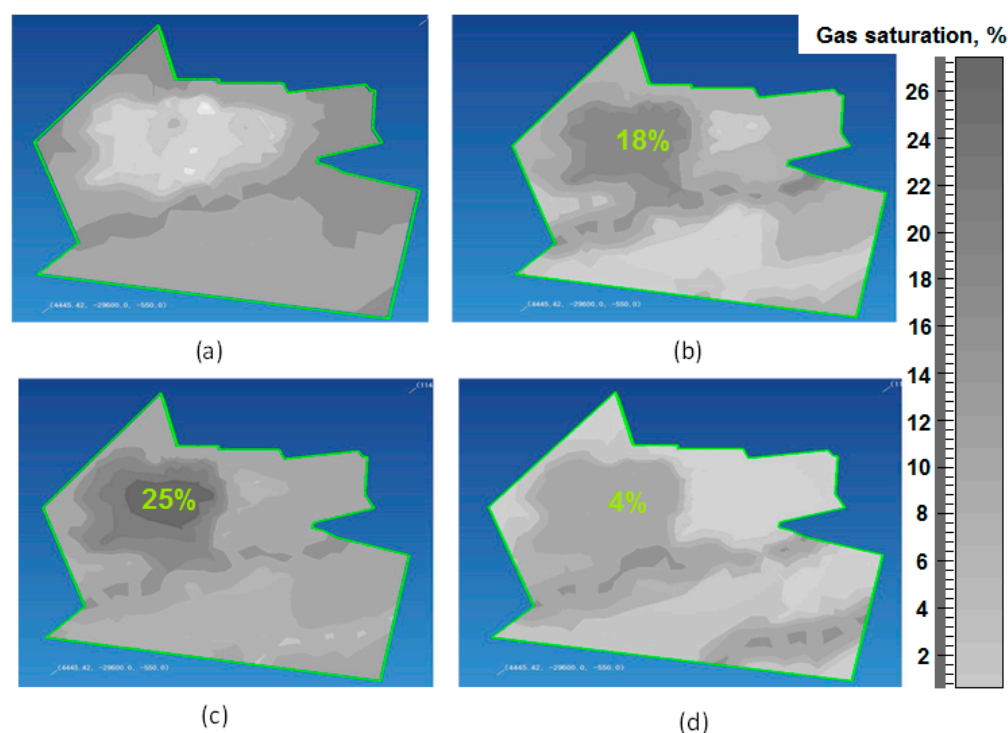 Gas saturation, %
18%
(4445.42, -29600.0, -550.0)
(4445.42, -29600.0, -550.0)
(a)
(b)
25%
4%
(4445.42, -29600.0, -550.0)
(4445.42, -29600.0, -550.0)
(c)
(d)
26
24
22
20
18
16
14
12
10
8
6
4
2